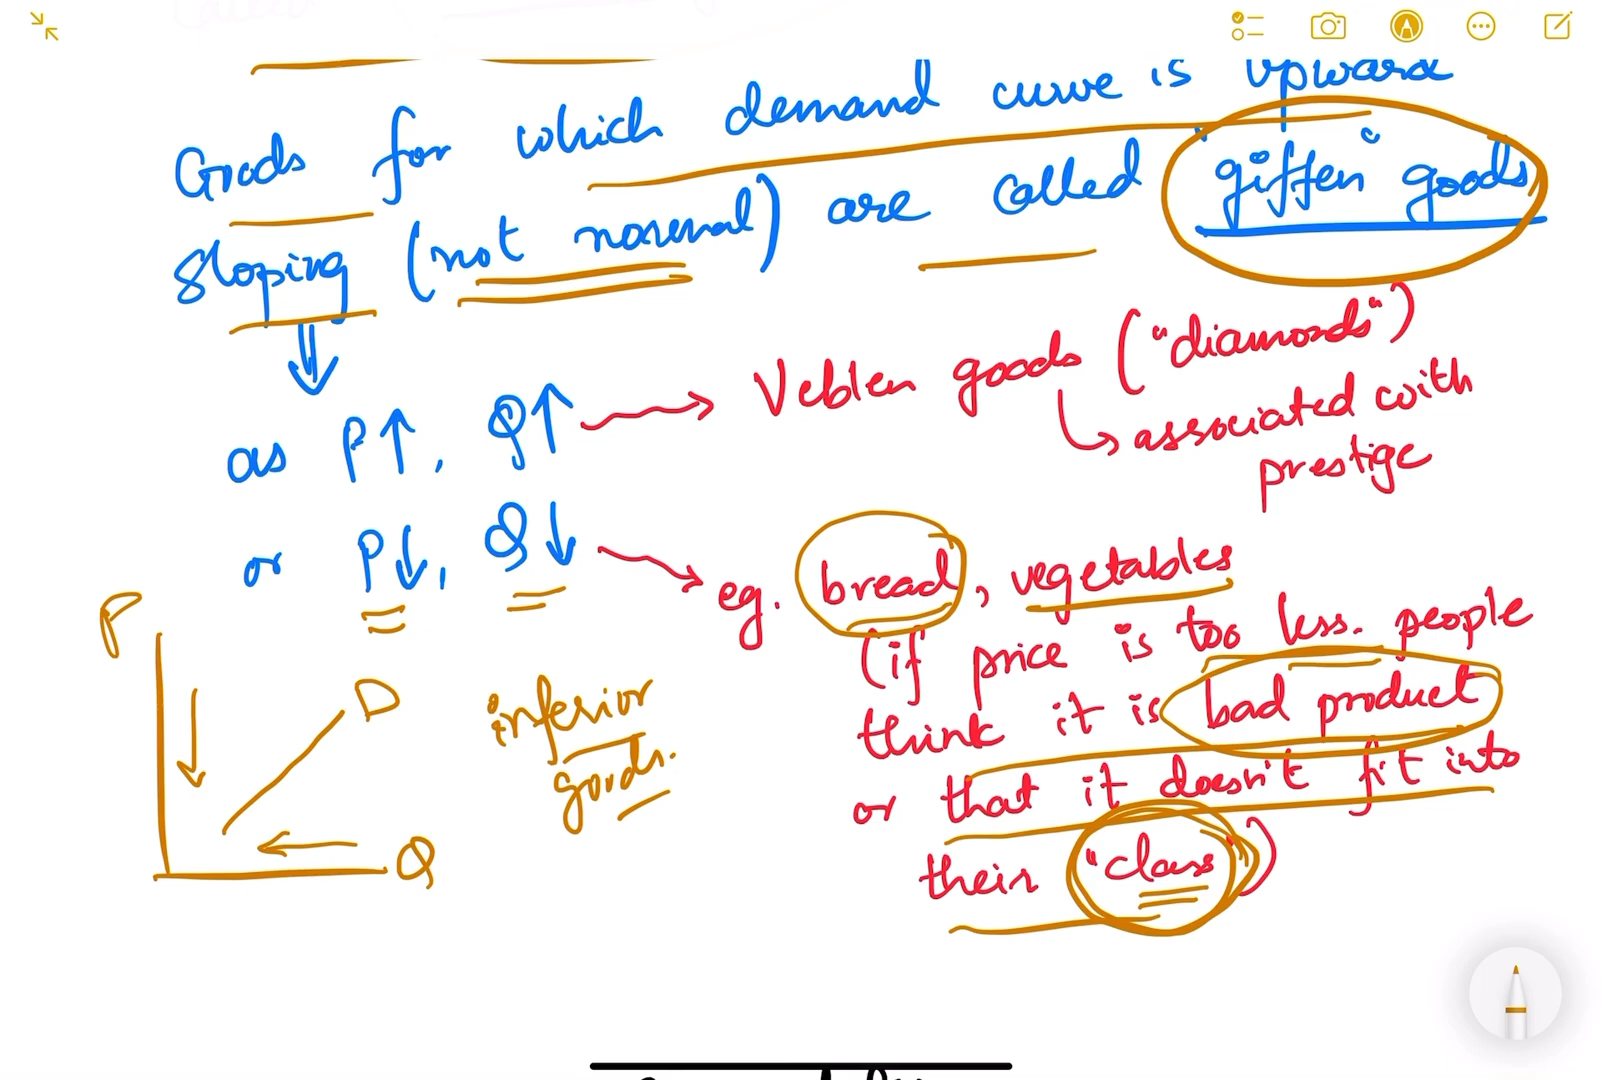 Goods for which demand curve is upward
sloping (not normal) are called "giffen" goods
as P↑, Q↑ → Veblen goods ("diamonds")
↳ associated with
prestige
or P↓, Q↓ → eg. bread, vegetables
(if price is too less. people
think it is bad product
or that it doesn't fit into
their "class")
P
D
Q
inferior
goods.